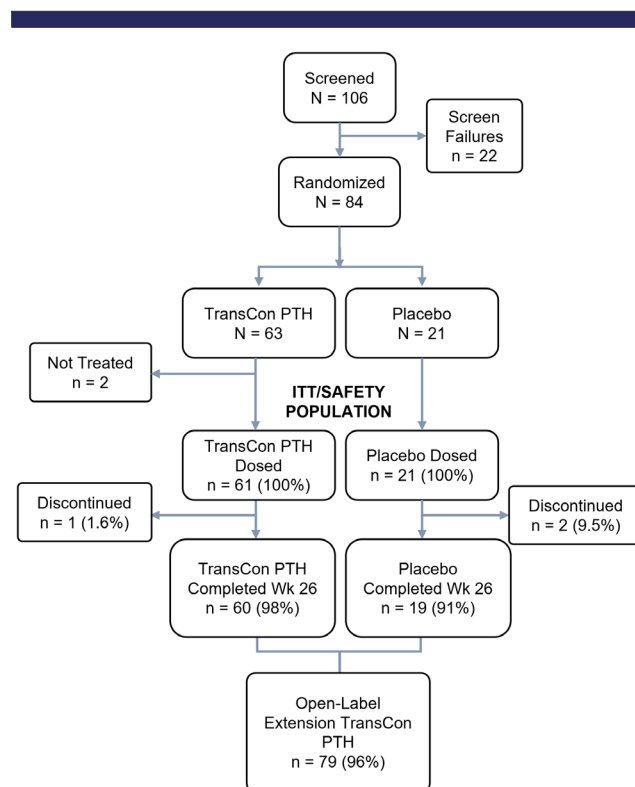 Screened
N = 106
Screen
Failures
n = 22
Randomized
N = 84
TransCon PTH
N = 63
Placebo
N = 21
Not Treated
n = 2
ITT/SAFETY
POPULATION
TransCon PTH
Dosed
n = 61 (100%)
Placebo Dosed
n = 21 (100%)
Discontinued
n = 1 (1.6%)
Discontinued
n = 2 (9.5%)
TransCon PTH
Completed Wk 26
n = 60 (98%)
Placebo
Completed Wk 26
n = 19 (91%)
Open-Label
Extension TransCon
PTH
n = 79 (96%)